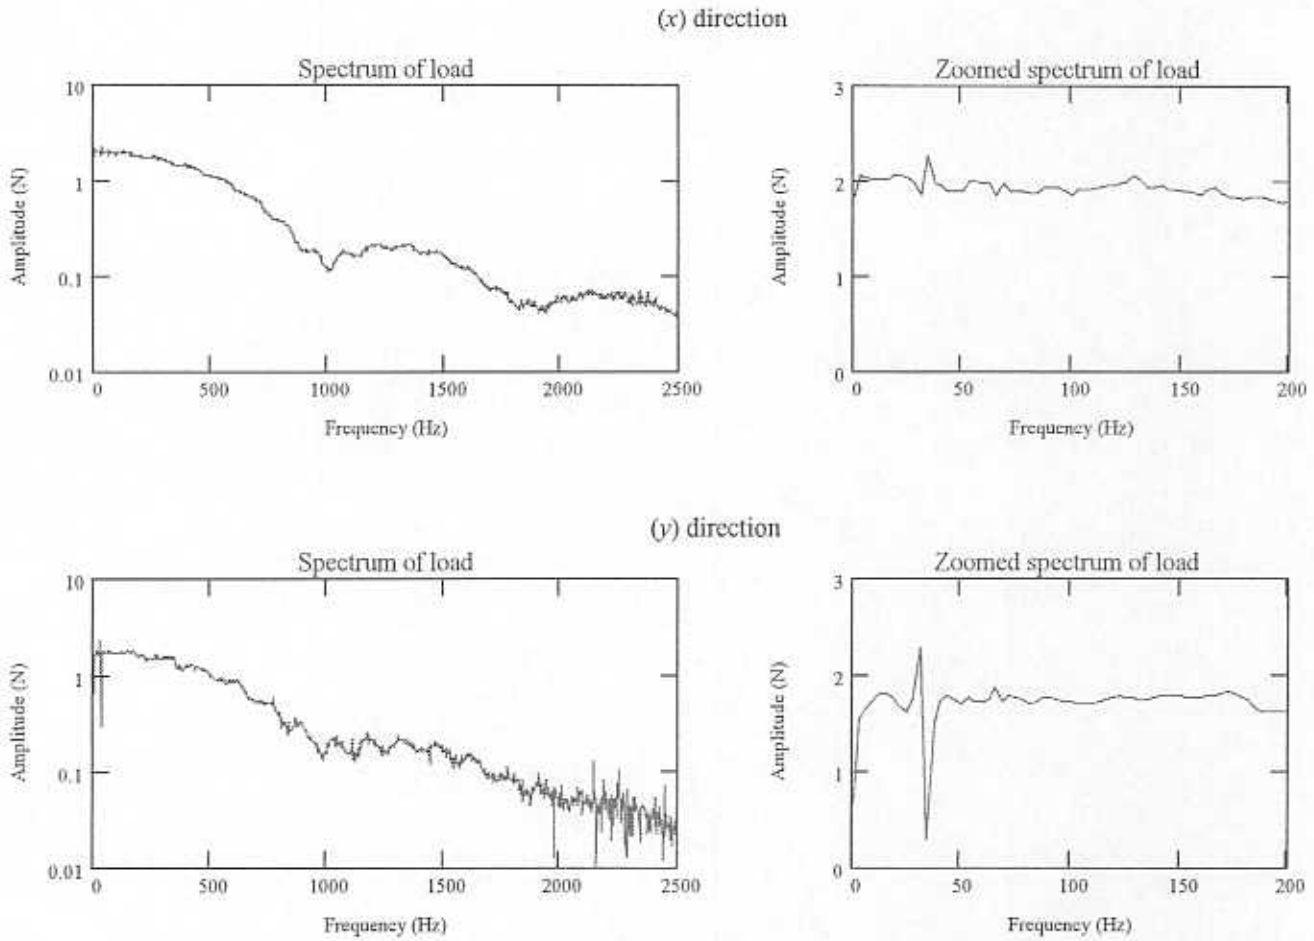 (x) direction
Spectrum of load
Zoomed spectrum of load
10
1
0.1
0.01
Amplitude (N)
0 500 1000 1500 2000 2500
Frequency (Hz)
3
2
1
0
Amplitude (N)
0 50 100 150 200
Frequency (Hz)
(y) direction
Spectrum of load
Zoomed spectrum of load
10
1
0.1
0.01
Amplitude (N)
0 500 1000 1500 2000 2500
Frequency (Hz)
3
2
1
0
Amplitude (N)
0 50 100 150 200
Frequency (Hz)